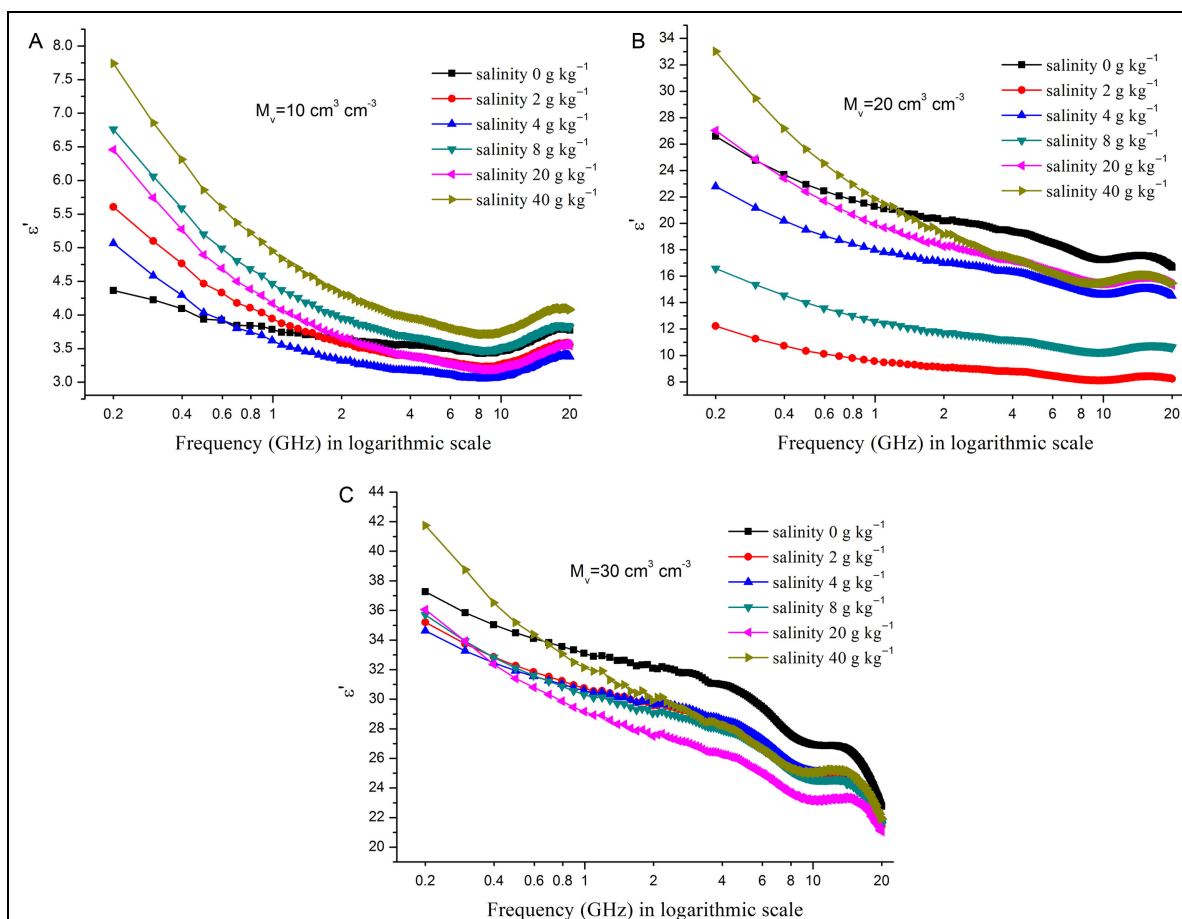 A
8.0
7.5
7.0
6.5
6.0
5.5
5.0
4.5
4.0
3.5
3.0
ε'
M_v=10 cm³ cm⁻³
salinity 0 g kg⁻¹
salinity 2 g kg⁻¹
salinity 4 g kg⁻¹
salinity 8 g kg⁻¹
salinity 20 g kg⁻¹
salinity 40 g kg⁻¹
0.2 0.4 0.6 0.8 1 2 4 6 8 10 20
Frequency (GHz) in logarithmic scale
B
34
32
30
28
26
24
22
20
18
16
14
12
10
8
ε'
M_v=20 cm³ cm⁻³
salinity 0 g kg⁻¹
salinity 2 g kg⁻¹
salinity 4 g kg⁻¹
salinity 8 g kg⁻¹
salinity 20 g kg⁻¹
salinity 40 g kg⁻¹
0.2 0.4 0.6 0.8 1 2 4 6 8 10 20
Frequency (GHz) in logarithmic scale
C
44
42
40
38
36
34
32
30
28
26
24
22
20
ε'
M_v=30 cm³ cm⁻³
salinity 0 g kg⁻¹
salinity 2 g kg⁻¹
salinity 4 g kg⁻¹
salinity 8 g kg⁻¹
salinity 20 g kg⁻¹
salinity 40 g kg⁻¹
0.2 0.4 0.6 0.8 1 2 4 6 8 10 20
Frequency (GHz) in logarithmic scale